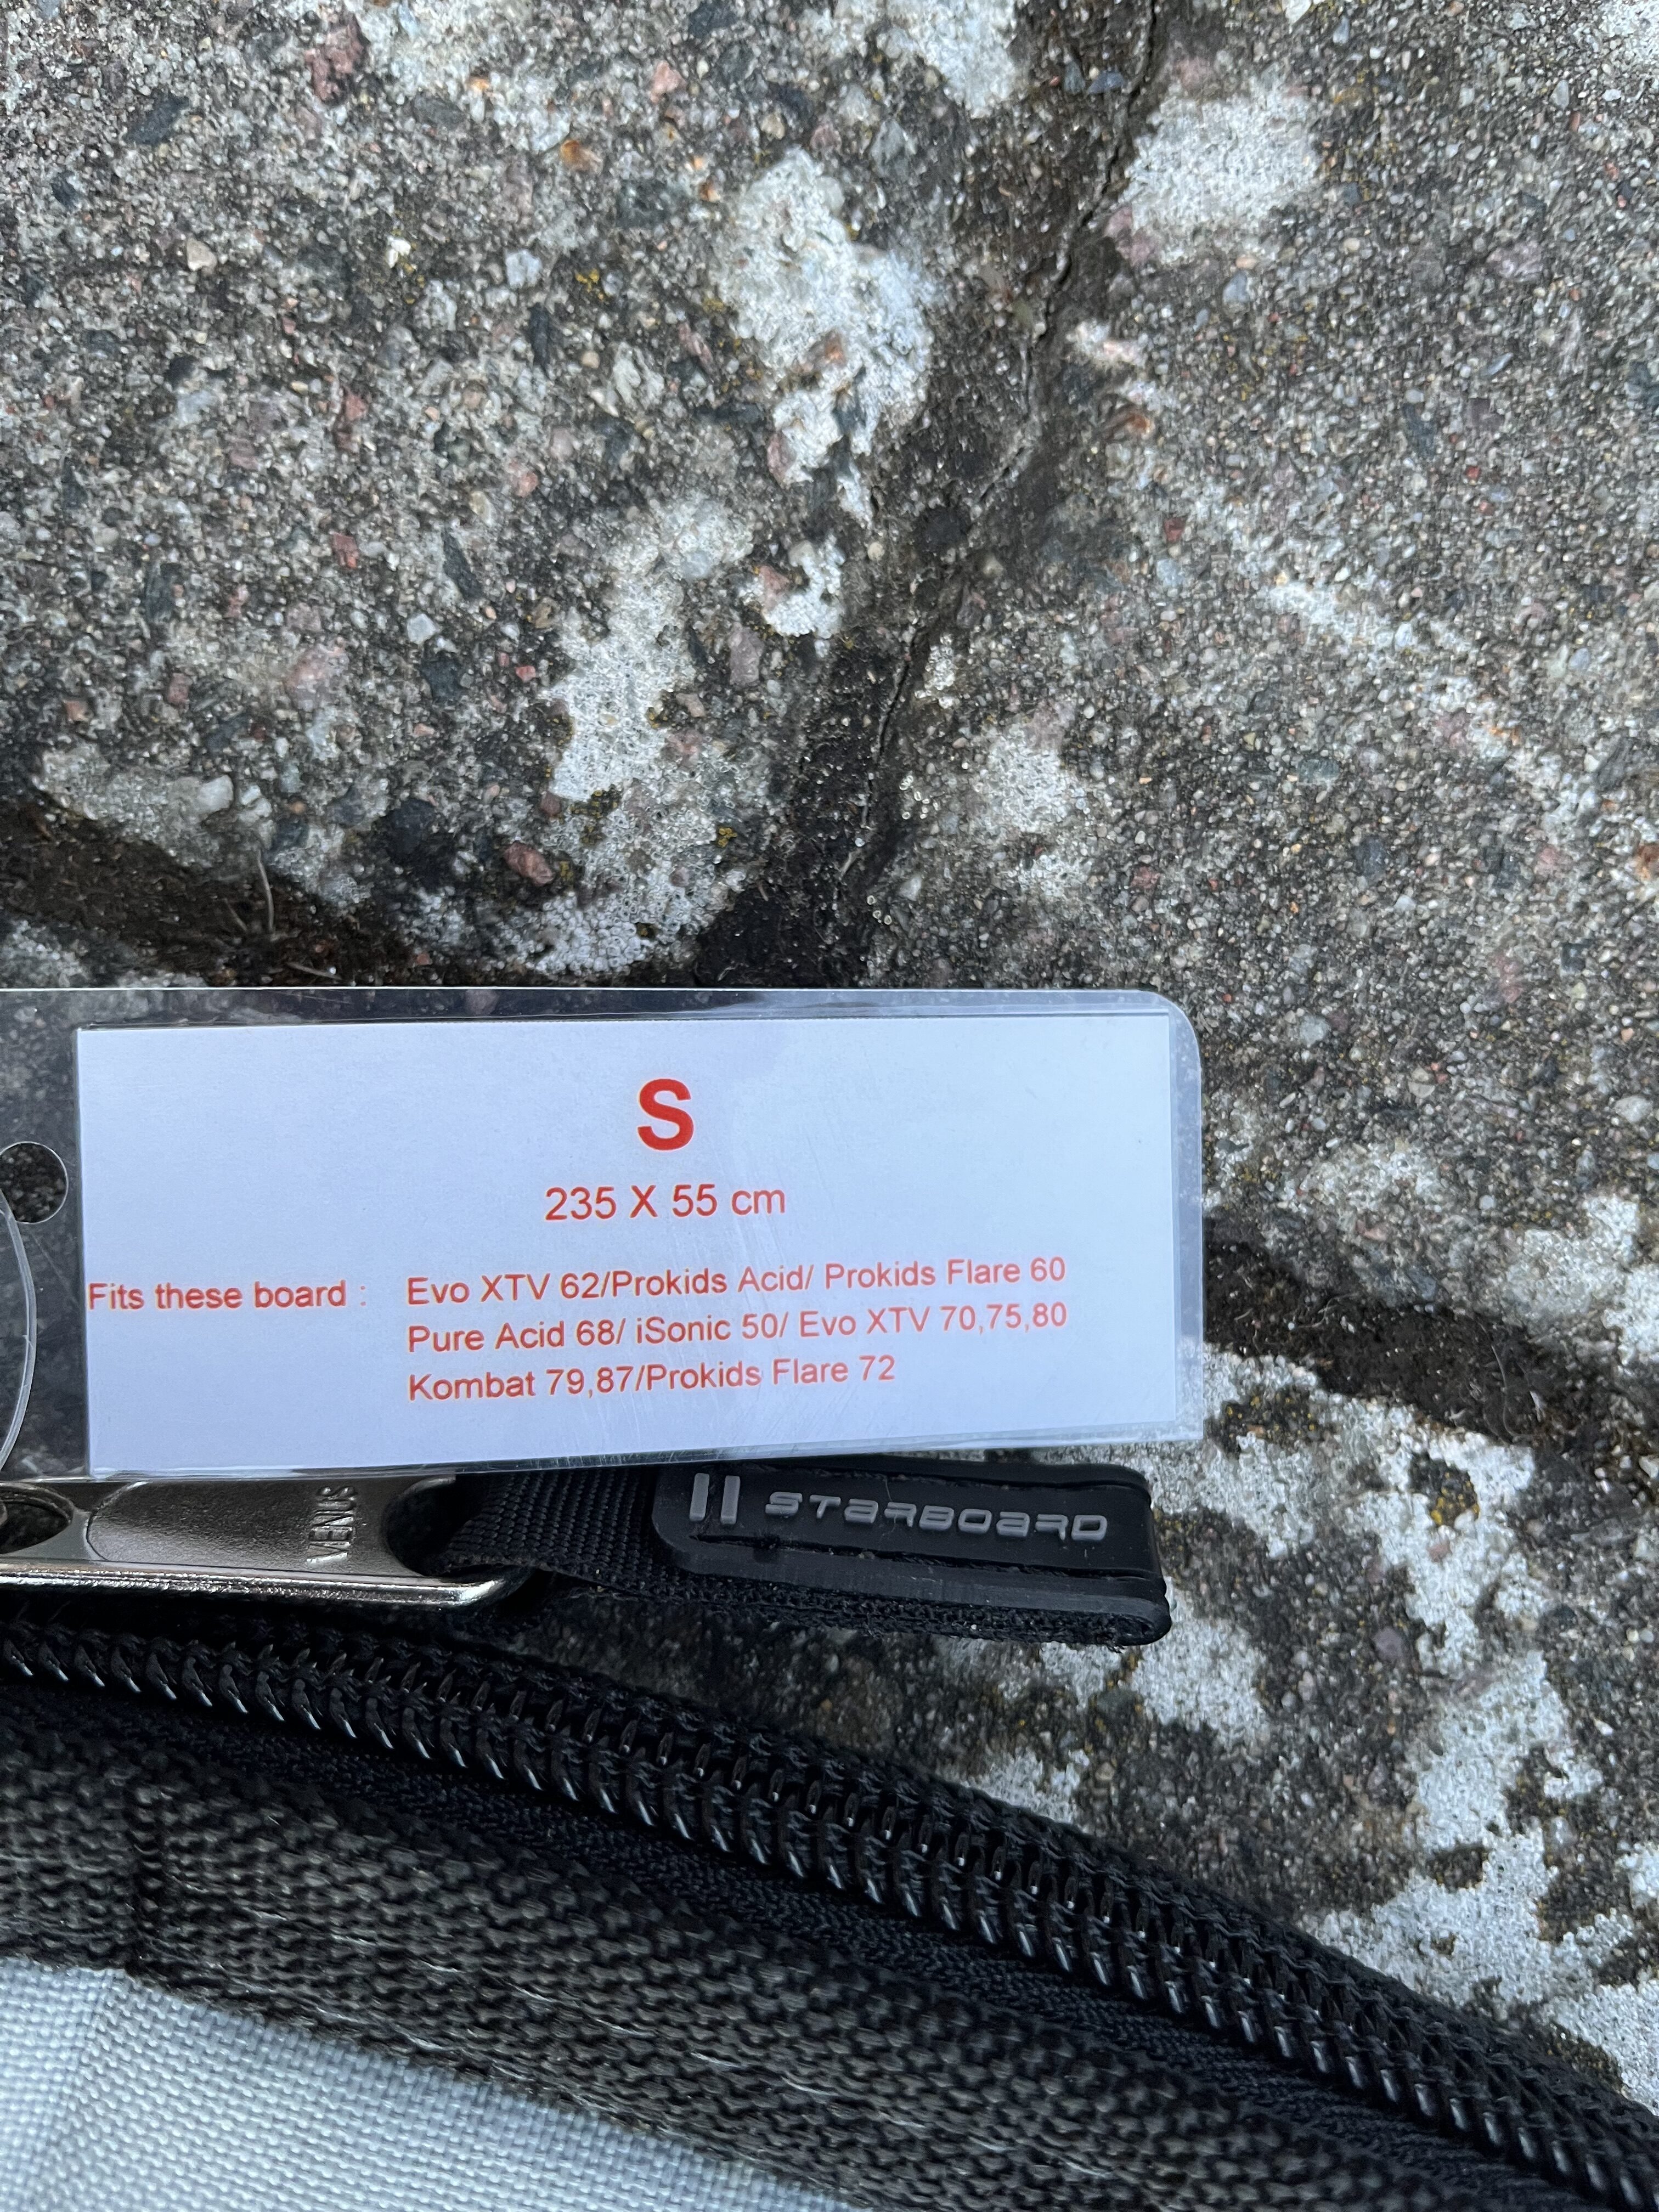 S
235 X 55 cm
Fits these board : Evo XTV 62/Prokids Acid/ Prokids Flare 60
Pure Acid 68/ iSonic 50/ Evo XTV 70,75,80
Kombat 79,87/Prokids Flare 72
VENUS
STARBOARD